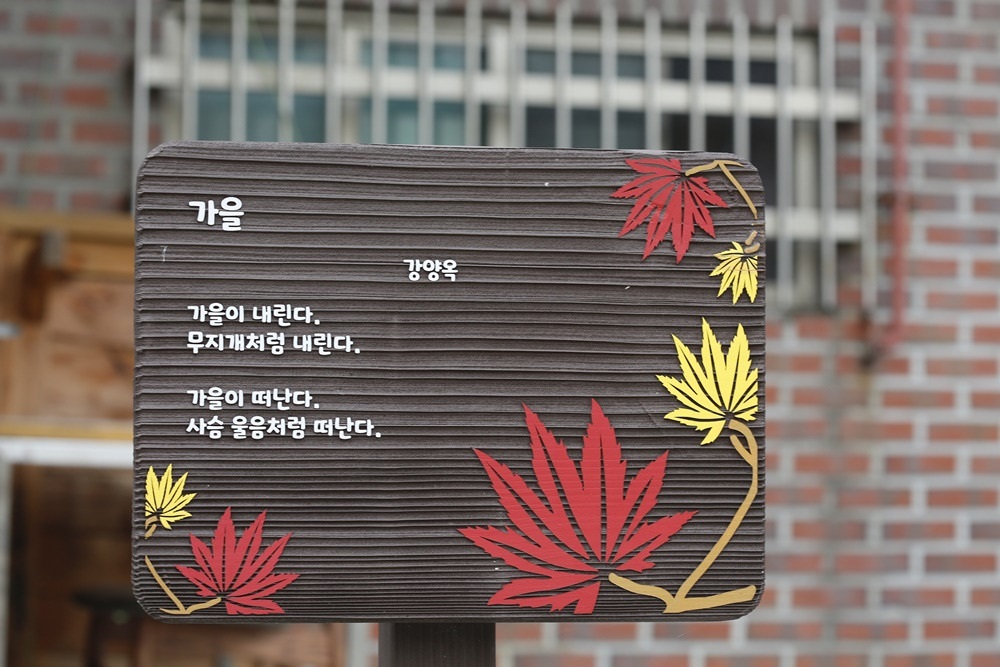 가을
강양옥
가을이 내린다.
무지개처럼 내린다.
가을이 떠난다.
사슴 울음처럼 떠난다.